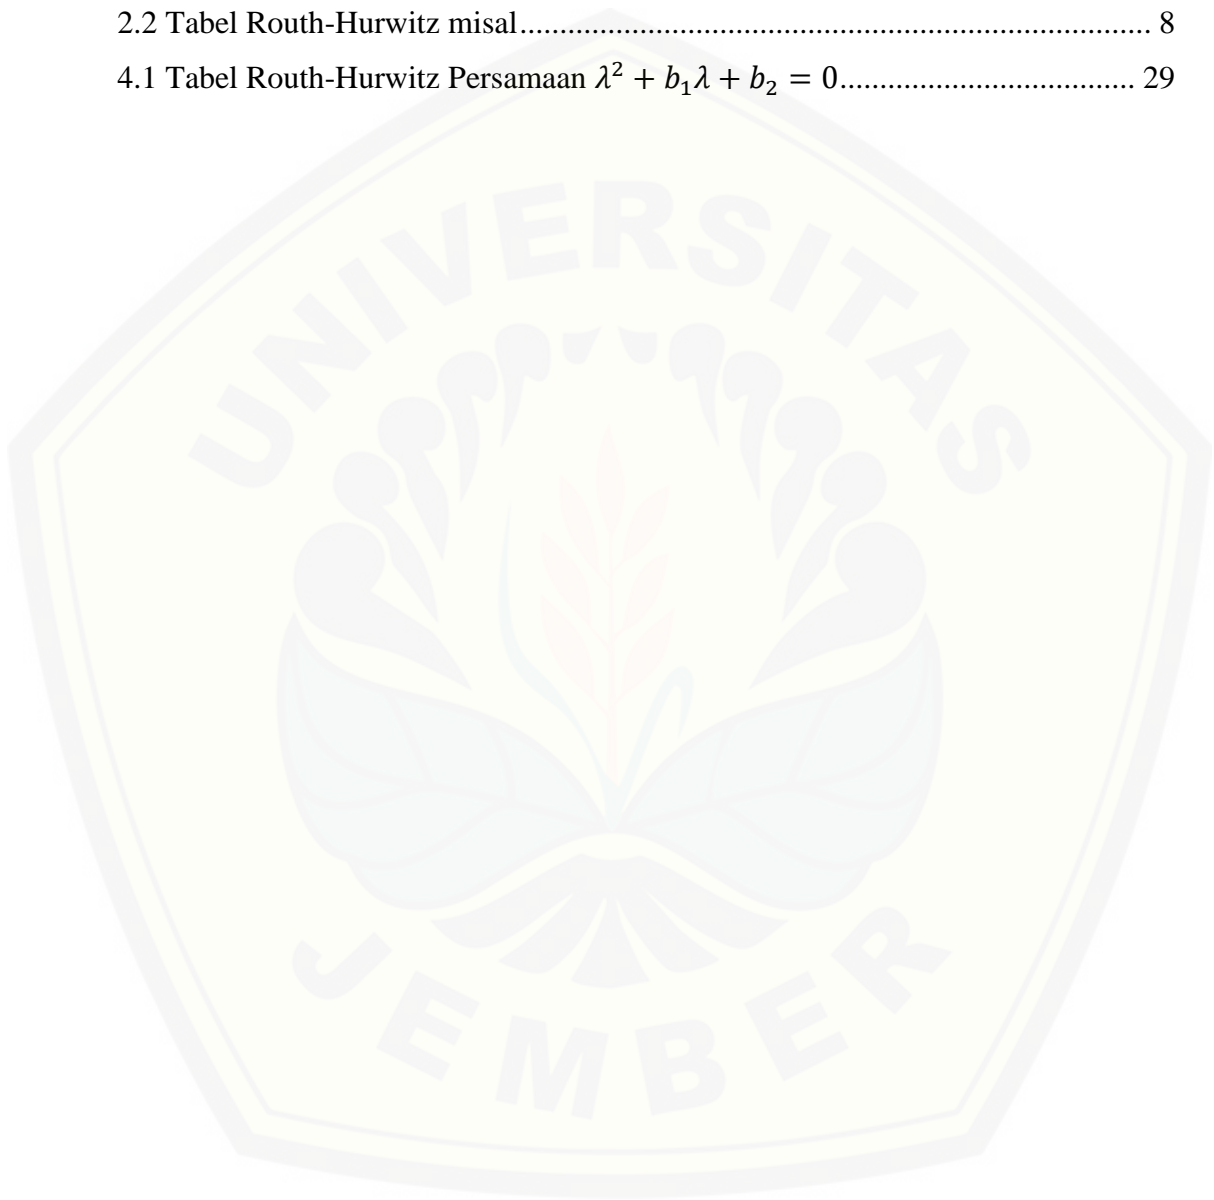 2.2 Tabel Routh-Hurwitz misal............................................................................... 8
4.1 Tabel Routh-Hurwitz Persamaan λ² + b₁λ + b₂ = 0..................................... 29
UNIVERSITAS
JEMBER